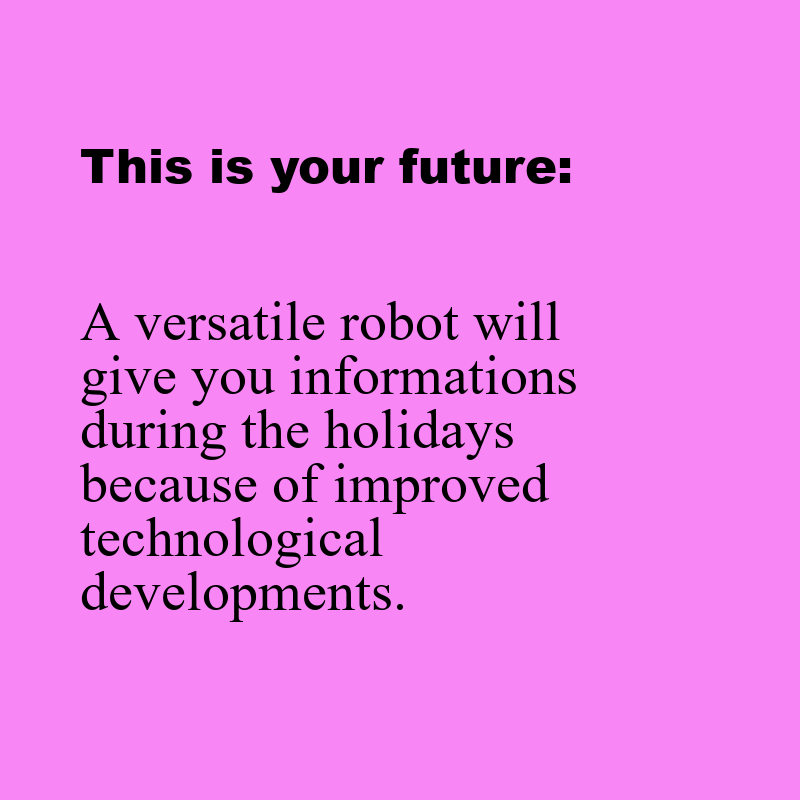 This is your future:
A versatile robot will
give you informations
during the holidays
because of improved
technological
developments.